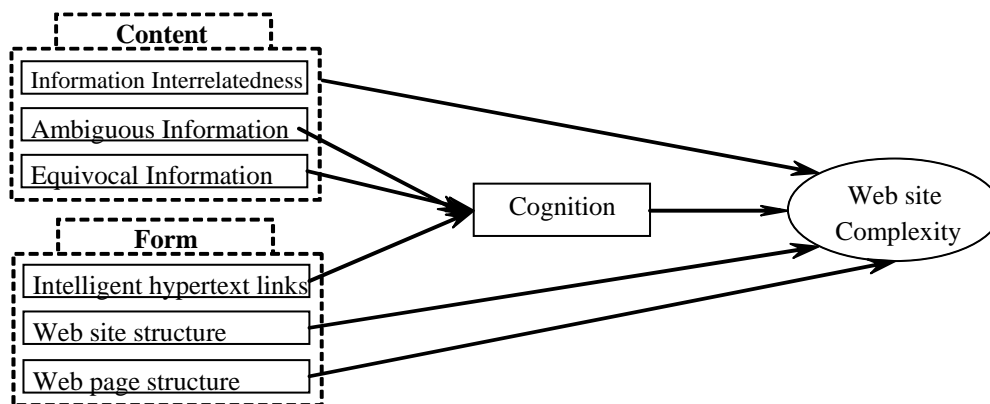 Content
Information Interrelatedness
Ambiguous Information
Equivocal Information
Cognition
Web site
Complexity
Form
Intelligent hypertext links
Web site structure
Web page structure